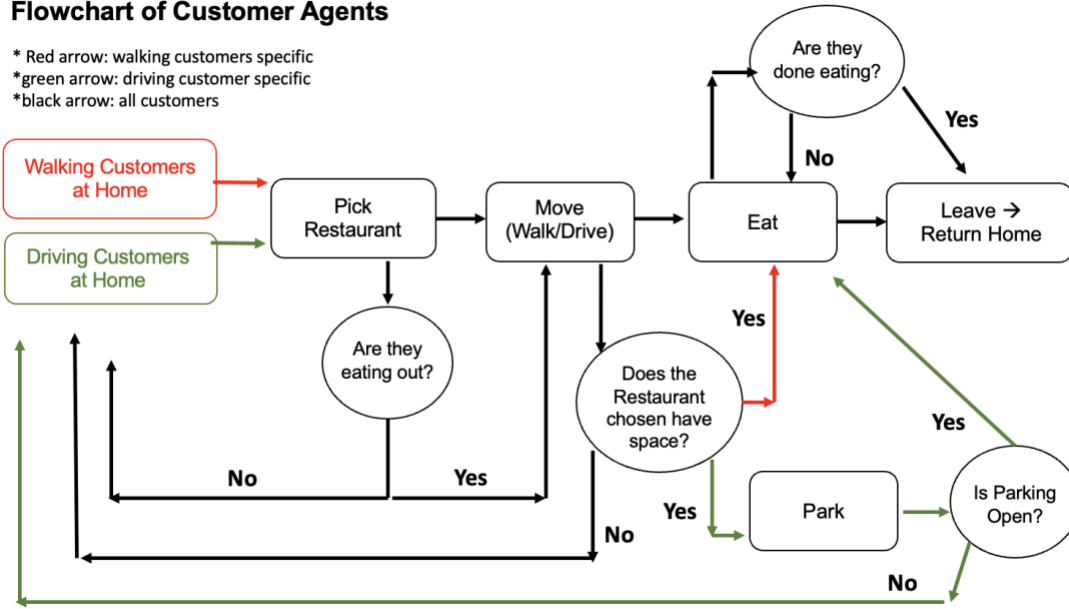 Flowchart of Customer Agents
* Red arrow: walking customers specific
*green arrow: driving customer specific
*black arrow: all customers
Are they
done eating?
Yes
No
Walking Customers
at Home
Pick
Restaurant
Move
(Walk/Drive)
Eat
Leave →
Return Home
Driving Customers
at Home
Are they
eating out?
Yes
Does the
Restaurant
chosen have
space?
Yes
No
Yes
Yes
Park
Is Parking
Open?
No
No